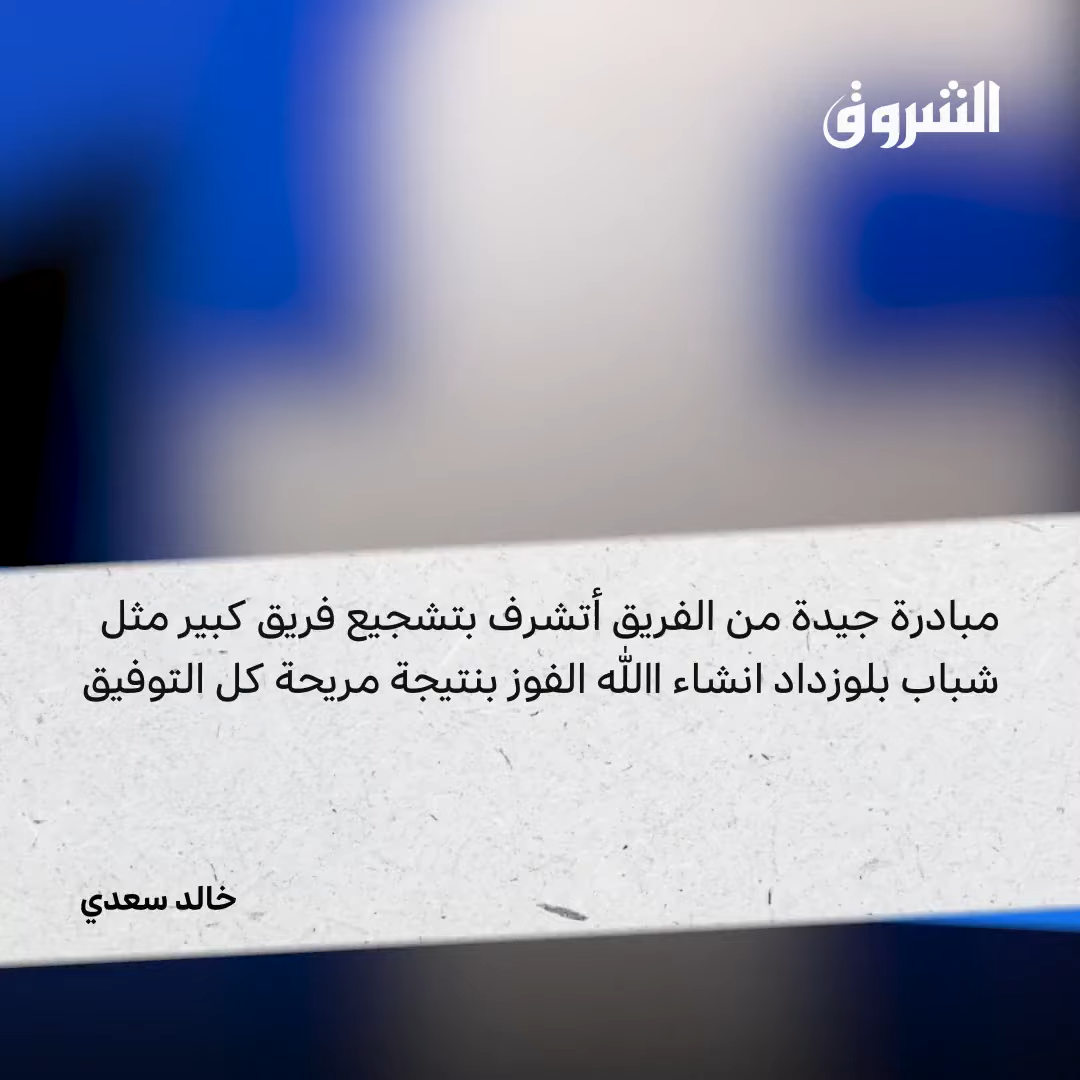 الشروق
مبادرة جيدة من الفريق أتشرف بتشجيع فريق كبير مثل
شباب بلوزداد انشاء االله الفوز بنتيجة مريحة كل التوفيق
خالد سعدي